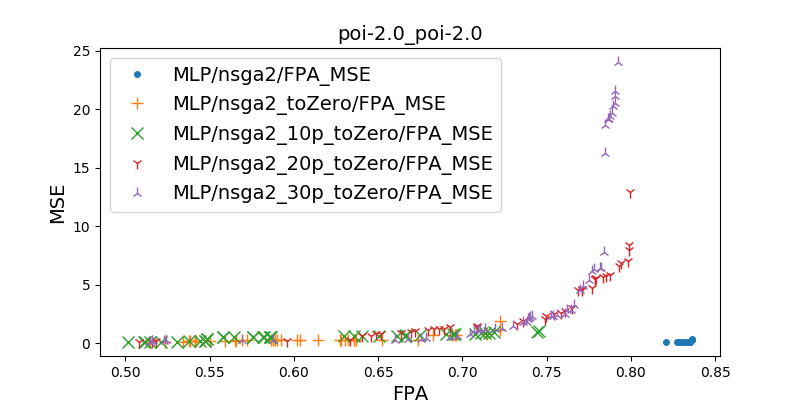 poi-2.0_poi-2.0
25
20
15
10
5
0
MSE
MLP/nsga2/FPA_MSE
MLP/nsga2_toZero/FPA_MSE
MLP/nsga2_10p_toZero/FPA_MSE
MLP/nsga2_20p_toZero/FPA_MSE
MLP/nsga2_30p_toZero/FPA_MSE
0.50 0.55 0.60 0.65 0.70 0.75 0.80 0.85
FPA